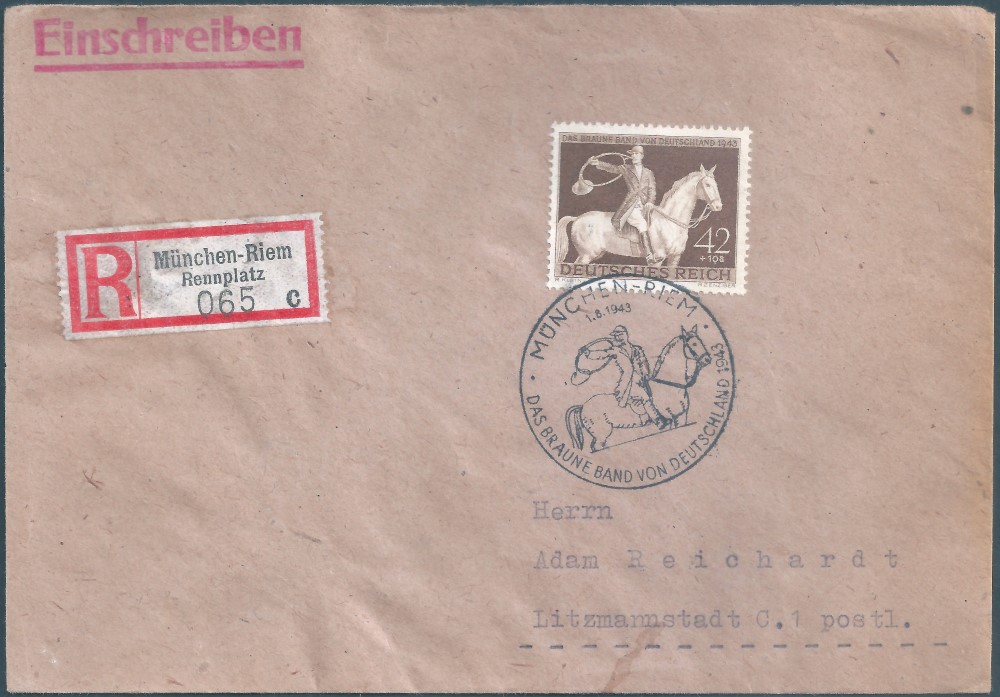 Einschreiben
DAS BRAUNE BAND VON DEUTSCHLAND 1943
42
+108
DEUTSCHES REICH
R
München-Riem
Rennplatz
065 c
MÜNCHEN-RIEM
1.8.1943
DAS BRAUNE BAND VON DEUTSCHLAND 1943
Herrn
Adam Reichardt
Litzmannstadt C.1 postl.